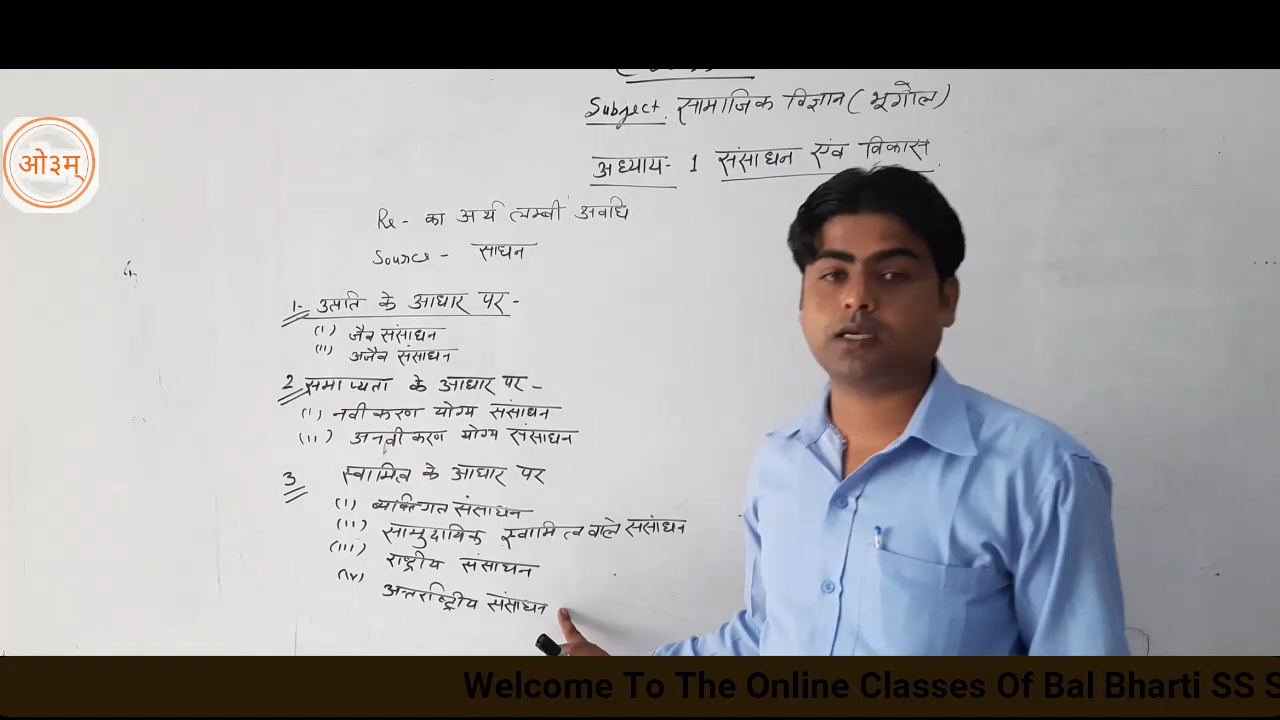 ओ३म्
Subject. सामाजिक विज्ञान ( भूगोल)
अध्याय- 1 संसाधन एंव विकास
Re- का अर्थ लम्बी अवधि
Source- साधन
1- उत्पति के आधार पर-
(i) जैव संसाधन
(ii) अजैव संसाधन
2 समाप्यता के आधार पर-
(i) नवीकरण योग्य संसाधन
(ii) अनवीकरण योग्य संसाधन
3 स्वामित्व के आधार पर
(i) व्यक्तिगत संसाधन
(ii) सामुदायिक स्वामित्व वाले संसाधन
(iii) राष्ट्रीय संसाधन
(iv) अन्तराष्ट्रिीय संसाधन
Welcome To The Online Classes Of Bal Bharti SS S